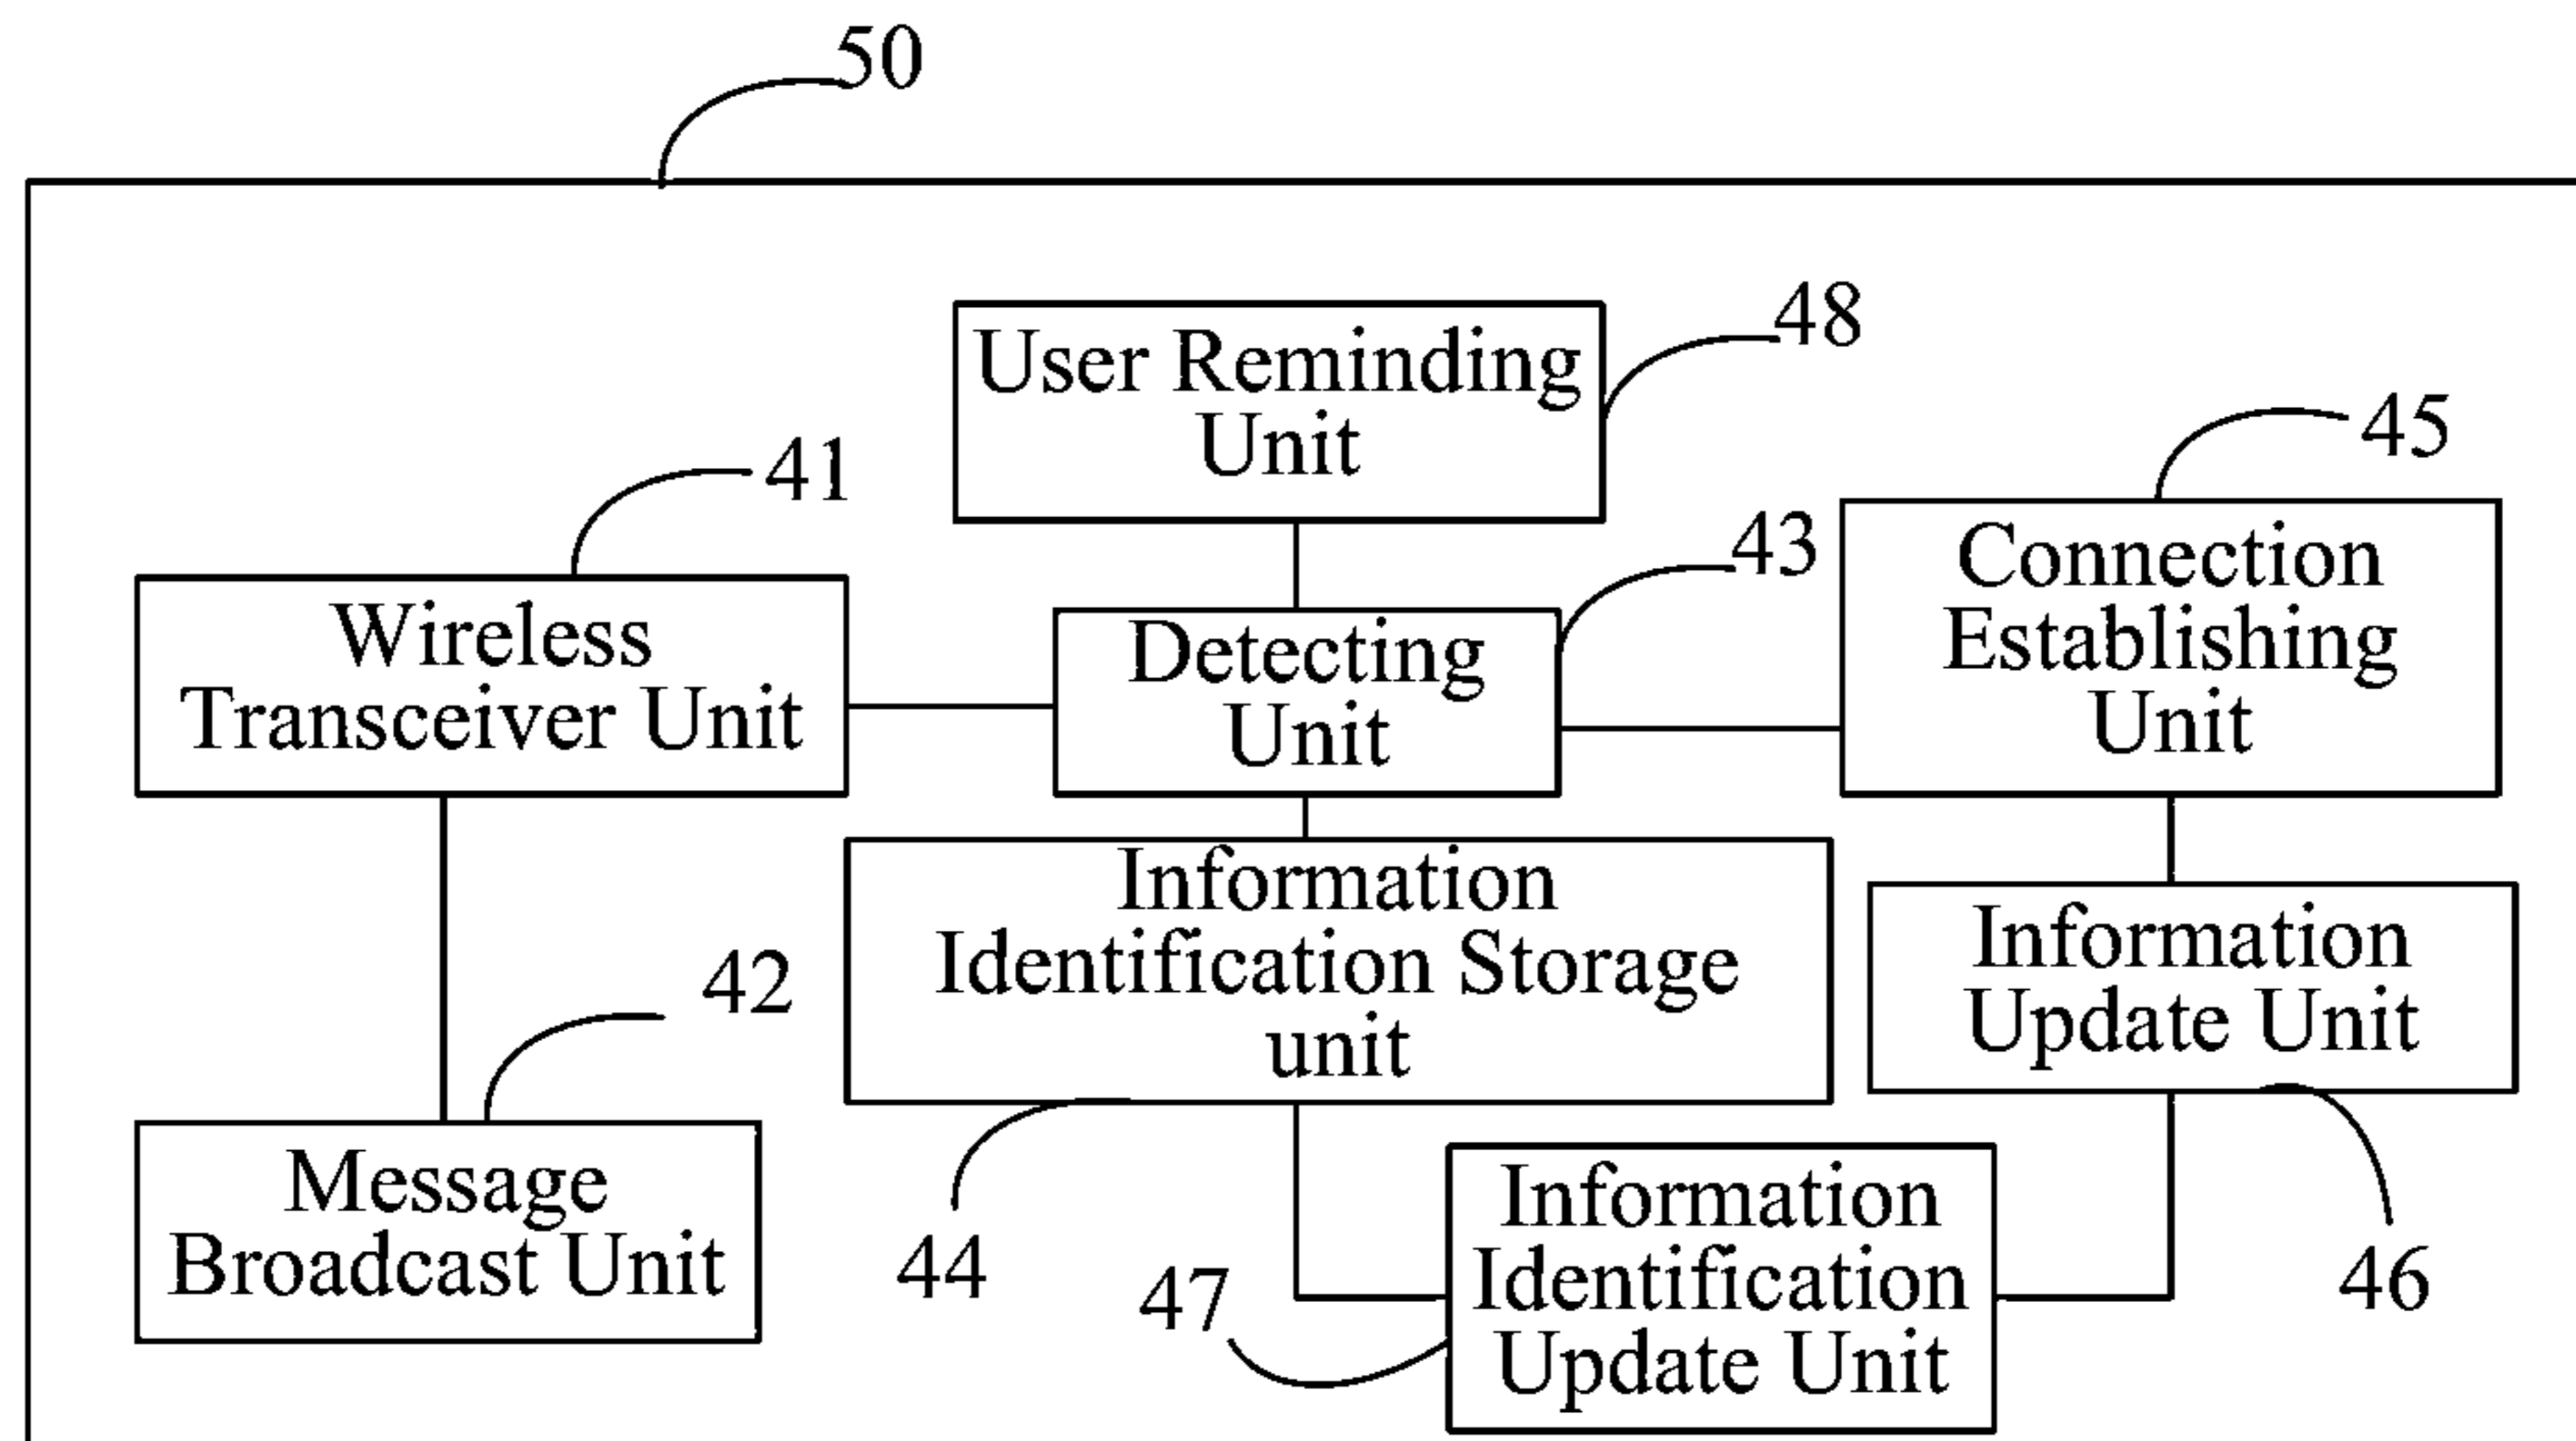 50
User Reminding
Unit
48
45
41
43
Connection
Establishing
Unit
Wireless
Transceiver Unit
Detecting
Unit
Information
Identification Storage
unit
Information
Update Unit
42
Message
Broadcast Unit
44
47
Information
Identification
Update Unit
46